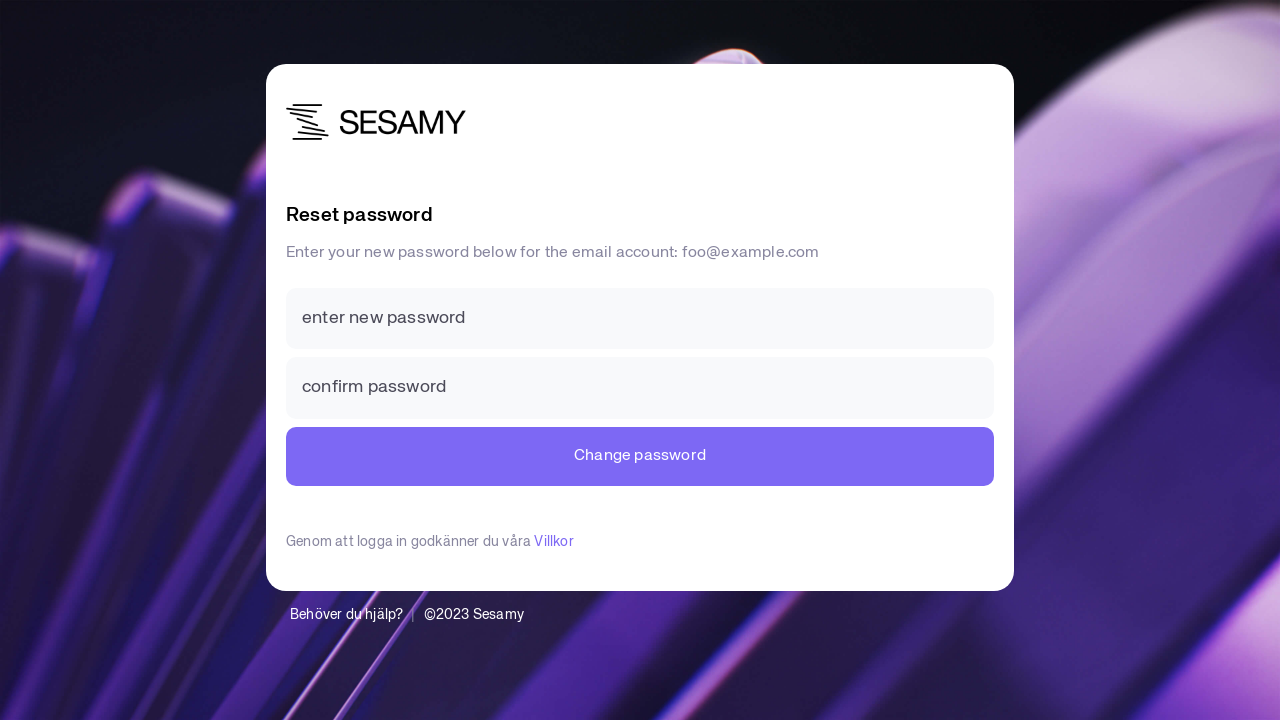 SESAMY
Reset password
Enter your new password below for the email account: foo@example.com
enter new password
confirm password
Change password
Genom att logga in godkänner du våra Villkor
Behöver du hjälp? | ©2023 Sesamy